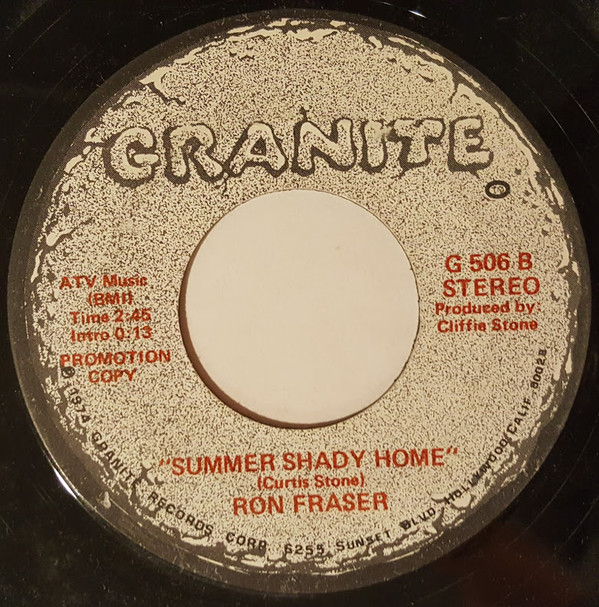 GRANITE
ATV Music
(BMI)
Time 2:45
Intro 0:13
PROMOTION
COPY
G 506 B
STEREO
Produced by:
Cliffie Stone
"SUMMER SHADY HOME"
(Curtis Stone)
RON FRASER
℗ 1974 GRANITE RECORDS CORP. 6255 SUNSET BLVD. HOLLYWOOD, CALIF. 90028